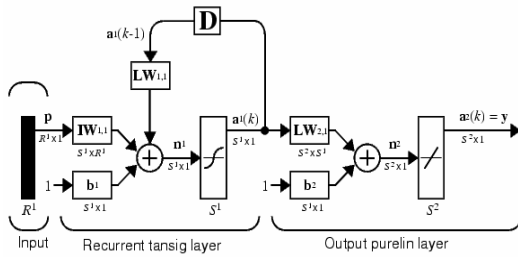 D
a1(k-1)
LW1,1
p
R1x1
IW1,1
S1xR1
n1
S1x1
a1(k)
S1x1
LW2,1
S2xS1
n2
S2x1
a2(k) = y
S2x1
1
b1
S1x1
1
b2
S2x1
R1
S1
S2
Input
Recurrent tansig layer
Output purelin layer